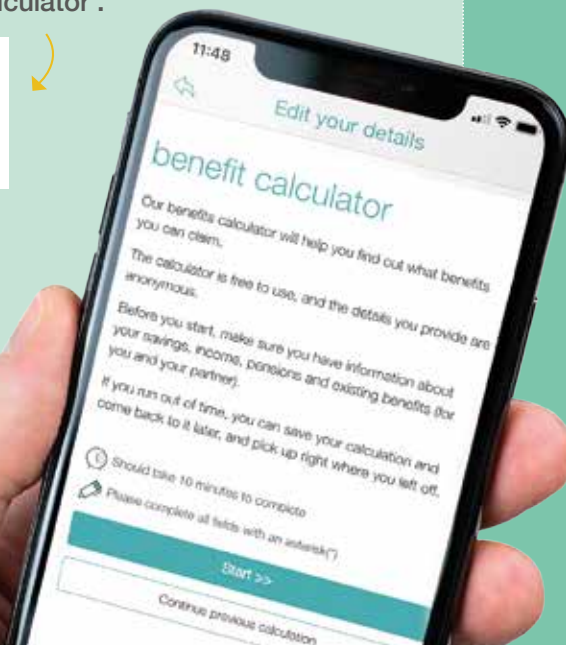 culator'.
11:48
Edit your details
benefit calculator
Our benefits calculator will help you find out what benefits
you can claim.
The calculator is free to use, and the details you provide are
anonymous.
Before you start, make sure you have information about
your savings, income, pensions and existing benefits (for
you and your partner).
If you run out of time, you can save your calculation and
come back to it later, and pick up right where you left off.
Should take 10 minutes to complete
Please complete all fields with an asterisk(*)
Start >>
Continue previous calculation